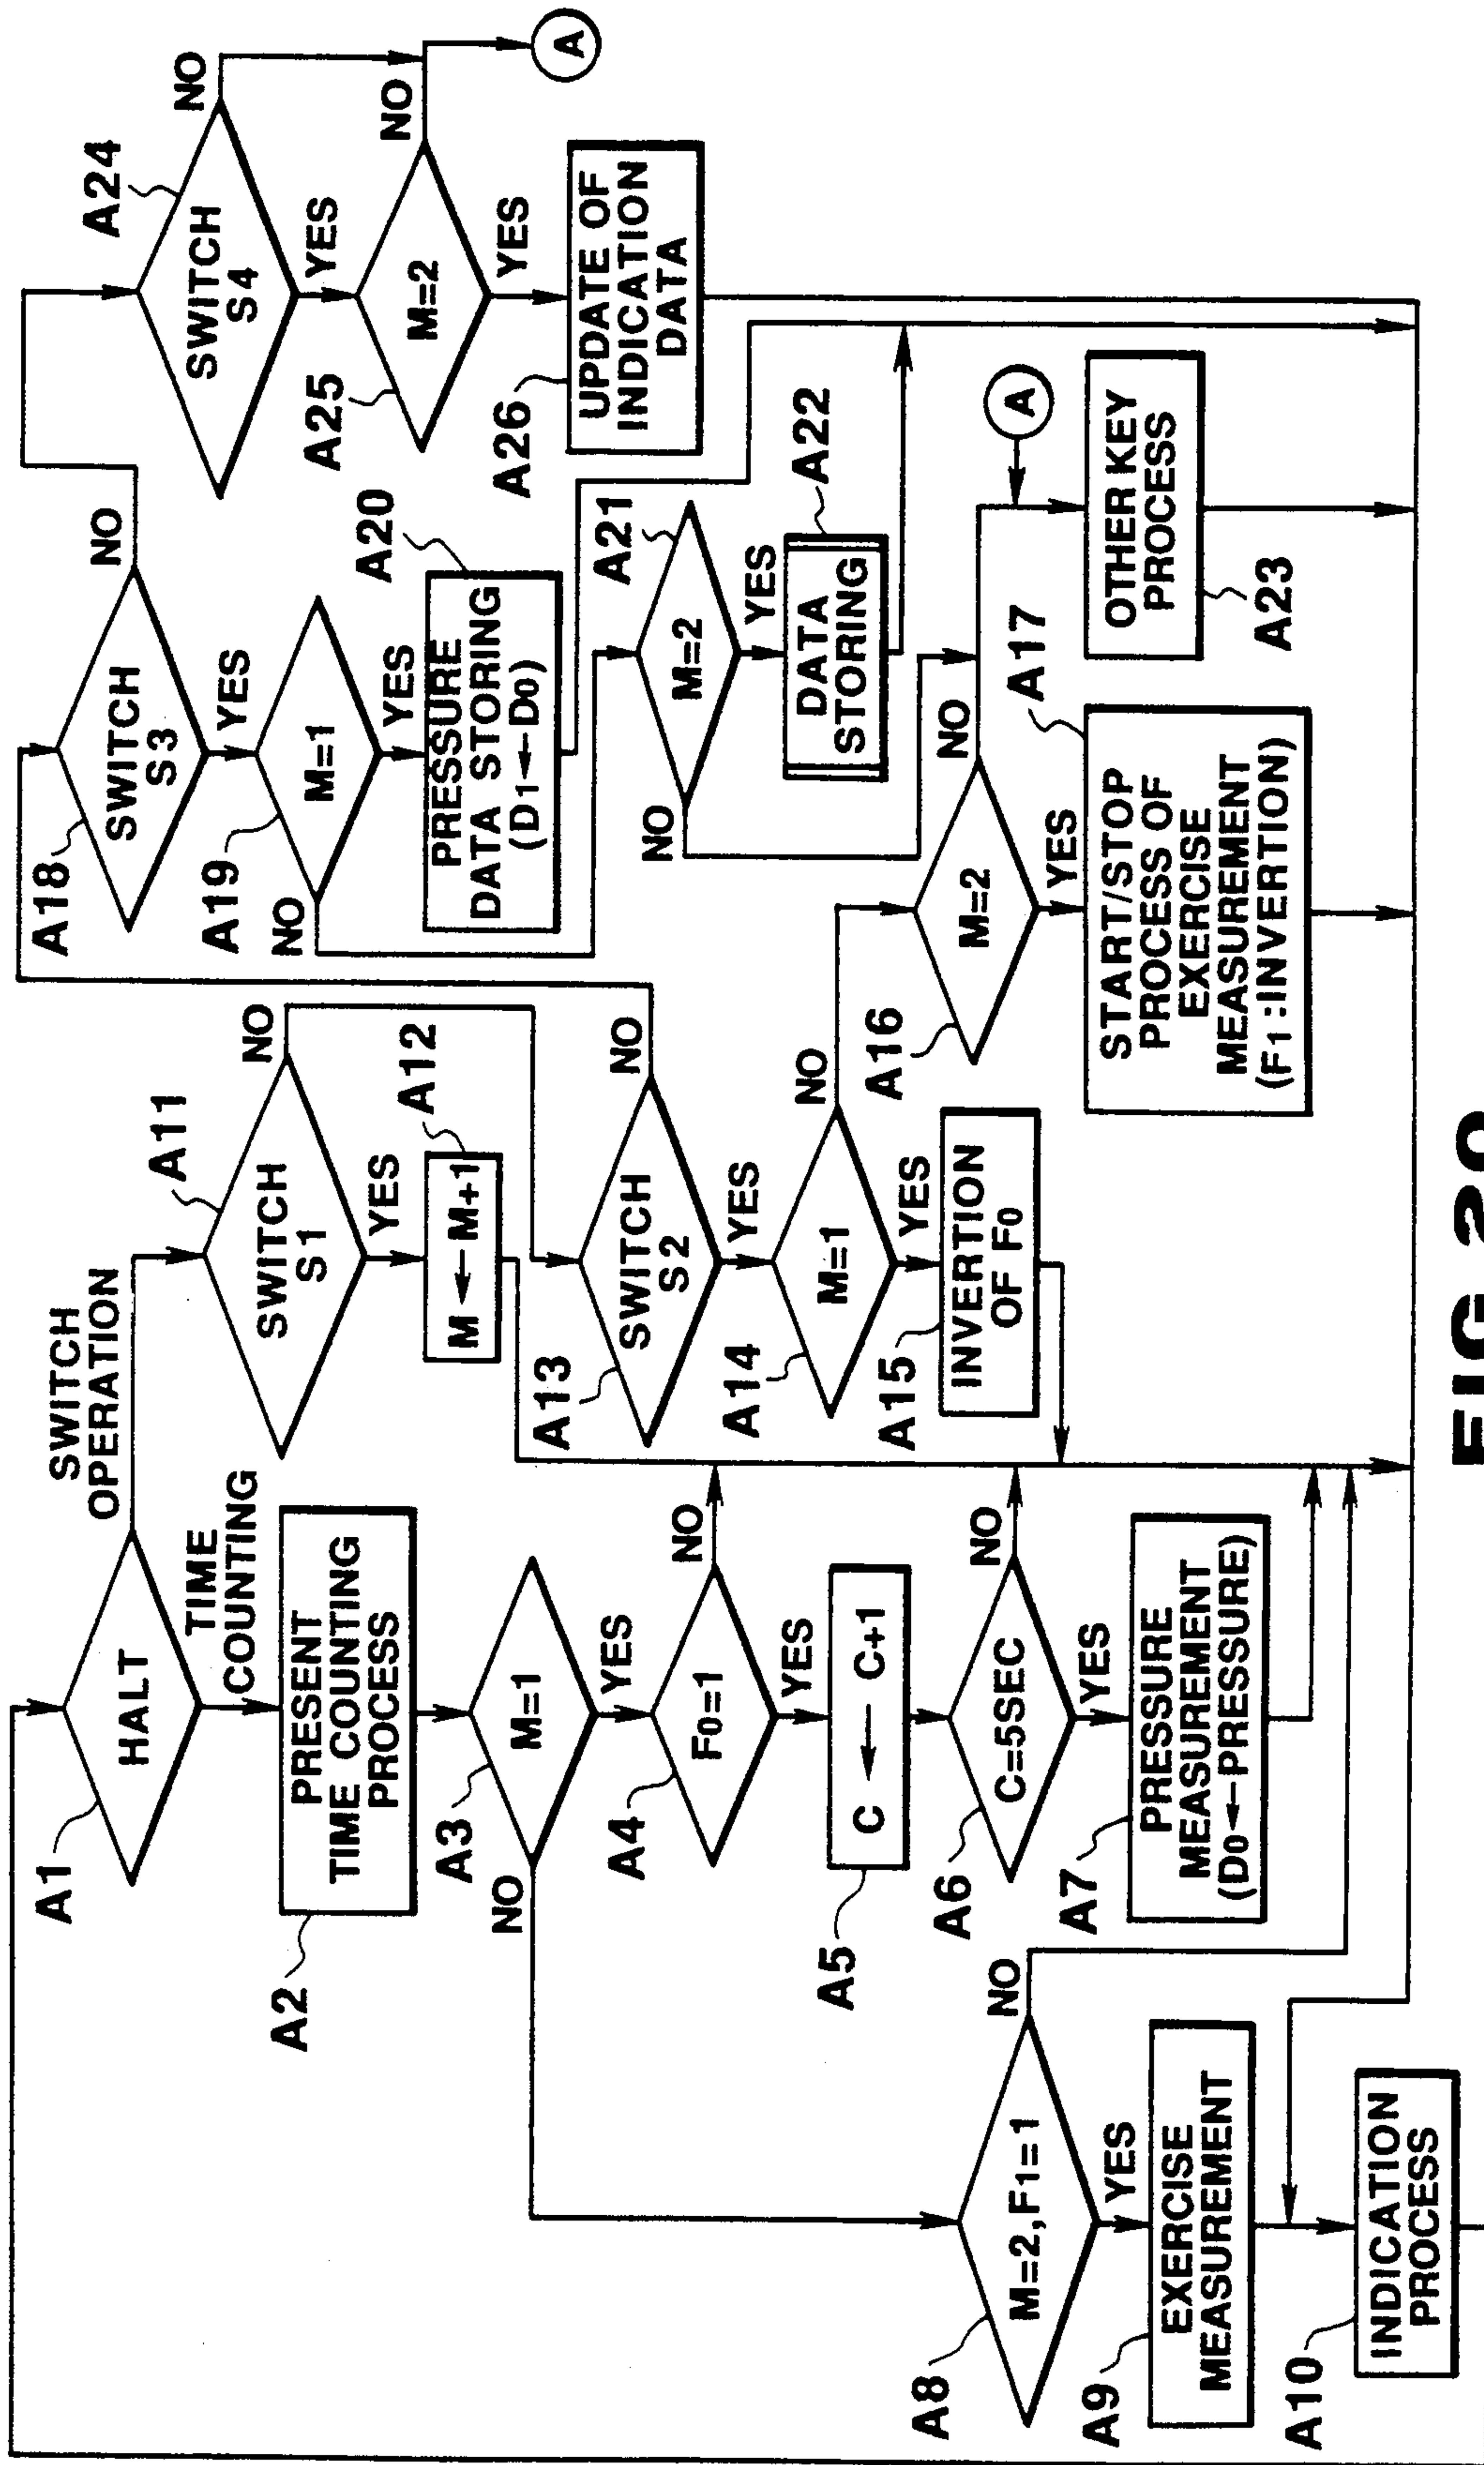 SWITCH
OPERATION
A1
HALT
TIME
COUNTING
A2
PRESENT
TIME COUNTING
PROCESS
A3
M=1
NO
YES
A4
F0=1
NO
YES
A5
C ← C+1
A6
C=5SEC
NO
YES
A7
PRESSURE
MEASUREMENT
(D0←PRESSURE)
A8
M=2,F1=1
NO
YES
A9
EXERCISE
MEASUREMENT
A10
INDICATION
PROCESS
A11
SWITCH
S1
NO
YES
A12
M ← M+1
A13
SWITCH
S2
NO
YES
A14
M=1
NO
YES
A15
INVERTION
OF F0
A16
M=2
NO
YES
A17
START/STOP
PROCESS OF
EXERCISE
MEASUREMENT
(F1:INVERTION)
A18
SWITCH
S3
NO
YES
A19
M=1
NO
YES
A20
PRESSURE
DATA STORING
(D1←D0)
A21
M=2
NO
YES
A22
DATA
STORING
A
OTHER KEY
PROCESS
A23
A24
SWITCH
S4
NO
YES
A25
M=2
NO
YES
A
A26
UPDATE OF
INDICATION
DATA
FIG.20